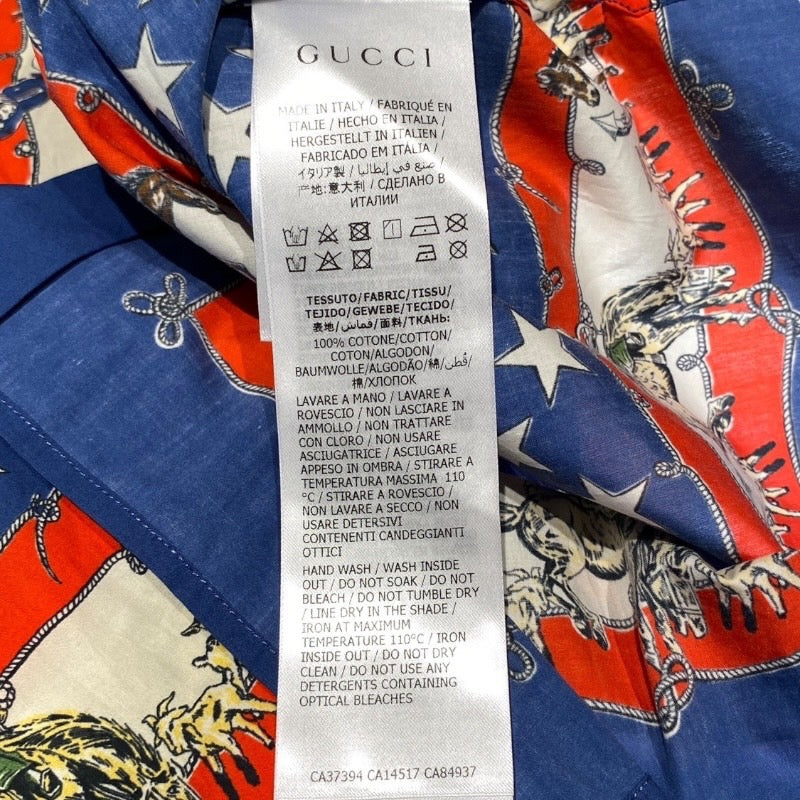 GUCCI
MADE IN ITALY / FABRIQUÉ EN
ITALIE / HECHO EN ITALIA /
HERGESTELLT IN ITALIEN /
FABRICADO EM ITÁLIA /
イタリア製 / صنع في إيطاليا /
产地:意大利 / СДЕЛАНО В
ИТАЛИИ
TESSUTO/FABRIC/TISSU/
TEJIDO/GEWEBE/TECIDO/
表地/قماش/面料/ТКАНЬ:
100% COTONE/COTTON/
COTON/ALGODON/
BAUMWOLLE/ALGODÃO/綿/قُطْن/
棉/ХЛОПОК
LAVARE A MANO / LAVARE A
ROVESCIO / NON LASCIARE IN
AMMOLLO / NON TRATTARE
CON CLORO / NON USARE
ASCIUGATRICE / ASCIUGARE
APPESO IN OMBRA / STIRARE A
TEMPERATURA MASSIMA 110
°C / STIRARE A ROVESCIO /
NON LAVARE A SECCO / NON
USARE DETERSIVI
CONTENENTI CANDEGGIANTI
OTTICI
HAND WASH / WASH INSIDE
OUT / DO NOT SOAK / DO NOT
BLEACH / DO NOT TUMBLE DRY
/ LINE DRY IN THE SHADE /
IRON AT MAXIMUM
TEMPERATURE 110°C / IRON
INSIDE OUT / DO NOT DRY
CLEAN / DO NOT USE ANY
DETERGENTS CONTAINING
OPTICAL BLEACHES
CA37394 CA14517 CA84937